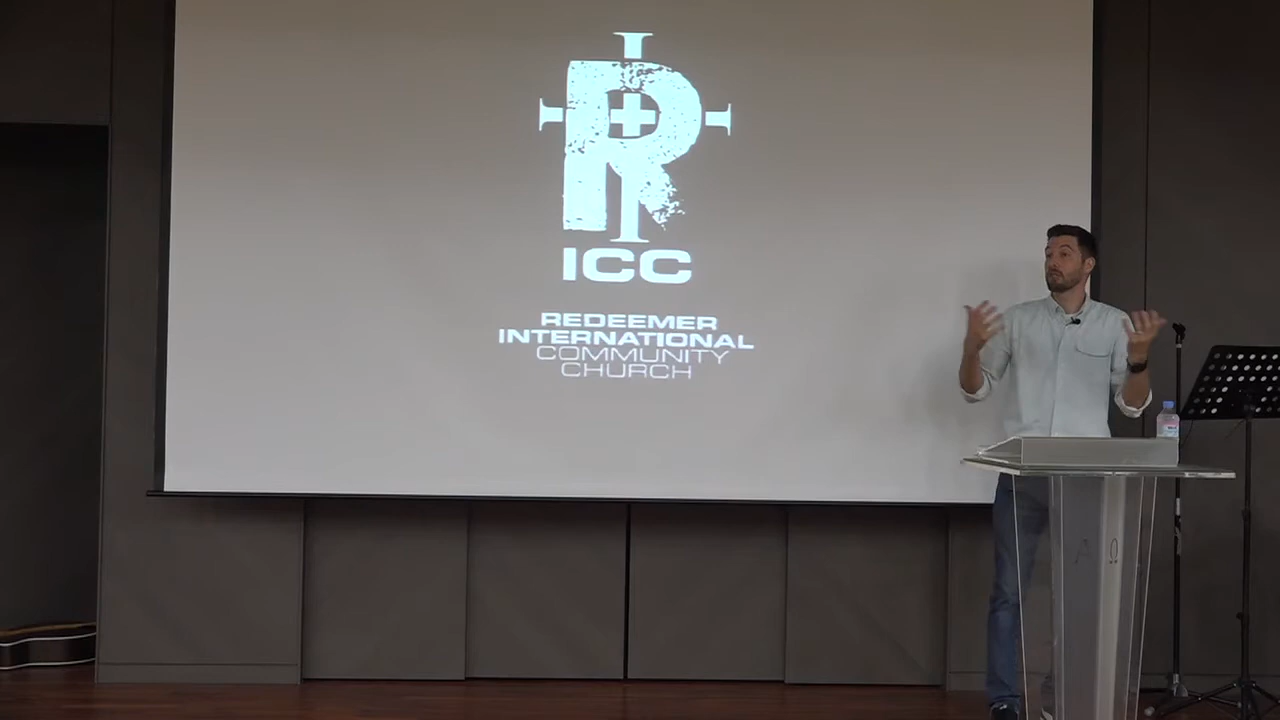 R
ICC
REDEEMER
INTERNATIONAL
COMMUNITY
CHURCH
Α Ω